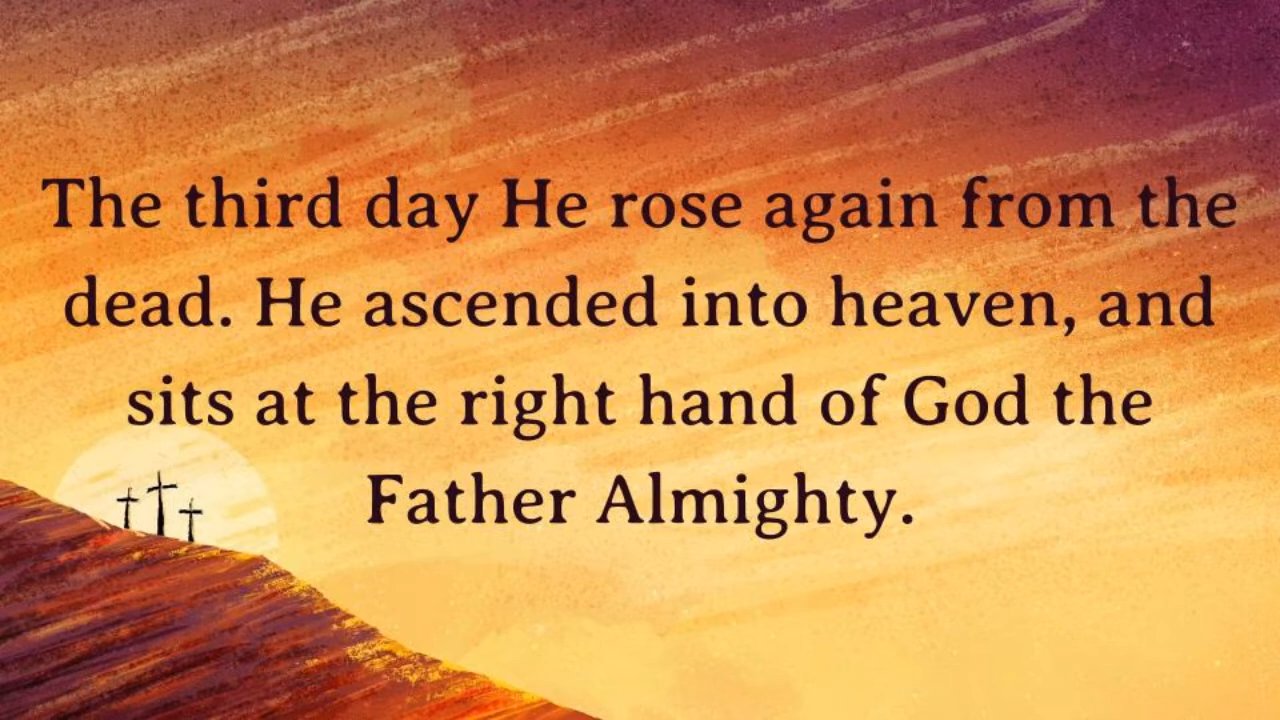 The third day He rose again from the
dead. He ascended into heaven, and
sits at the right hand of God the
Father Almighty.